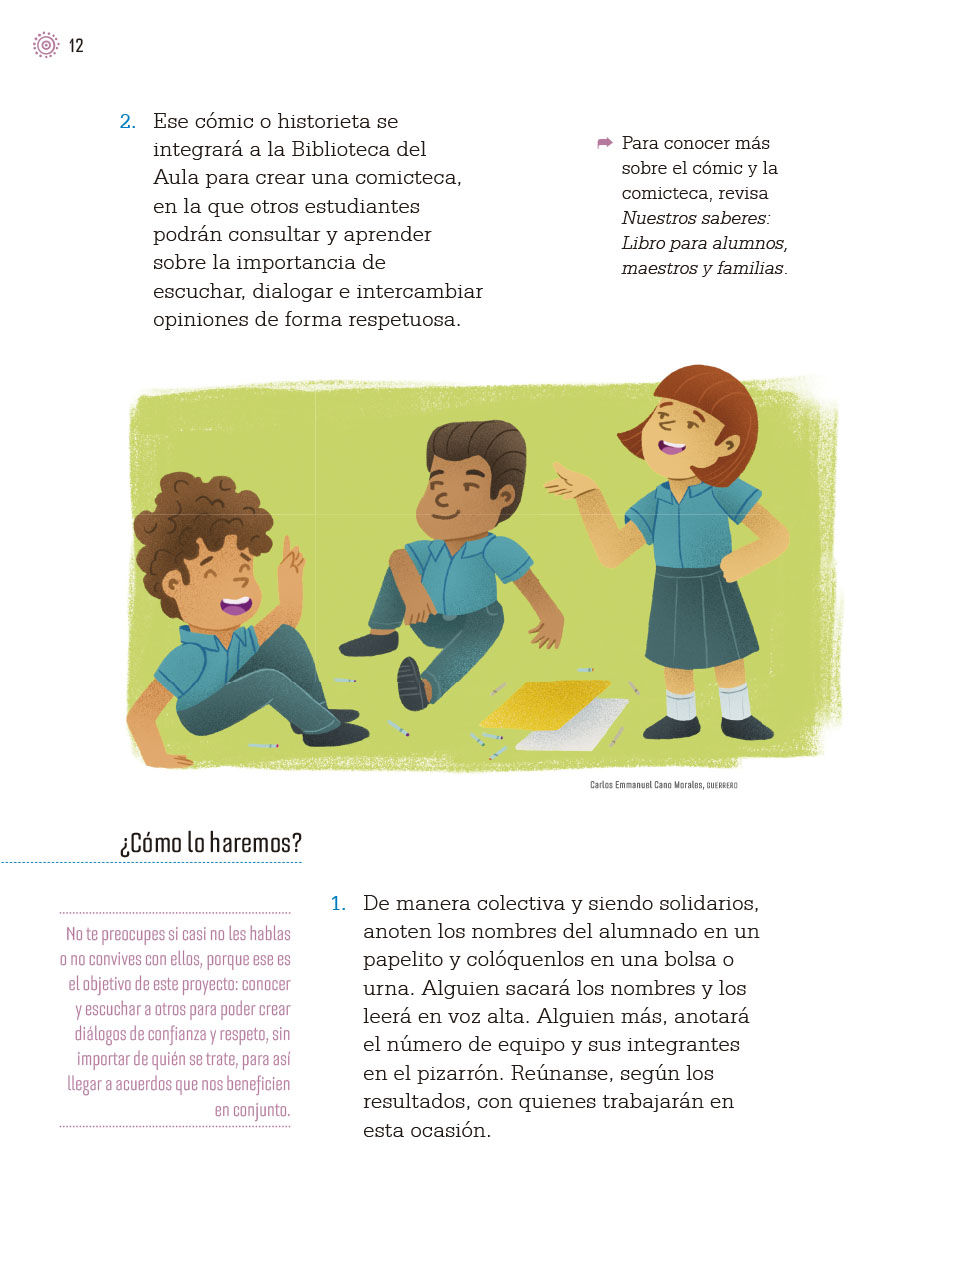 12
2. Ese cómic o historieta se
integrará a la Biblioteca del
Aula para crear una comicteca,
en la que otros estudiantes
podrán consultar y aprender
sobre la importancia de
escuchar, dialogar e intercambiar
opiniones de forma respetuosa.
Para conocer más
sobre el cómic y la
comicteca, revisa
Nuestros saberes:
Libro para alumnos,
maestros y familias.
Carlos Emmanuel Cano Morales, GUERRERO
¿Cómo lo haremos?
No te preocupes si casi no les hablas
o no convives con ellos, porque ese es
el objetivo de este proyecto: conocer
y escuchar a otros para poder crear
diálogos de confianza y respeto, sin
importar de quién se trate, para así
llegar a acuerdos que nos beneficien
en conjunto.
1. De manera colectiva y siendo solidarios,
anoten los nombres del alumnado en un
papelito y colóquenlos en una bolsa o
urna. Alguien sacará los nombres y los
leerá en voz alta. Alguien más, anotará
el número de equipo y sus integrantes
en el pizarrón. Reúnanse, según los
resultados, con quienes trabajarán en
esta ocasión.